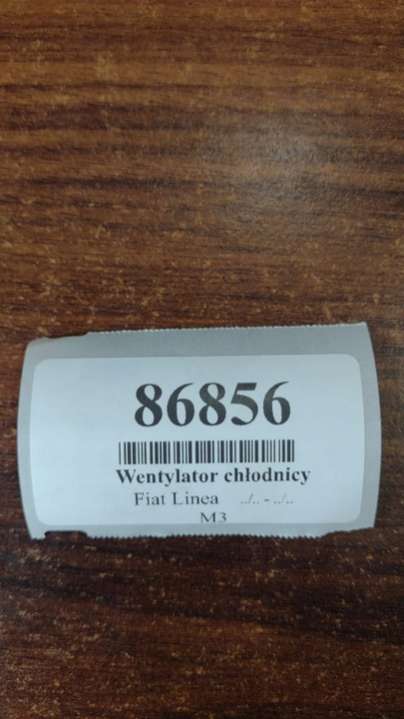 86856
Wentylator chłodnicy
Fiat Linea ../.. - ../..
M3